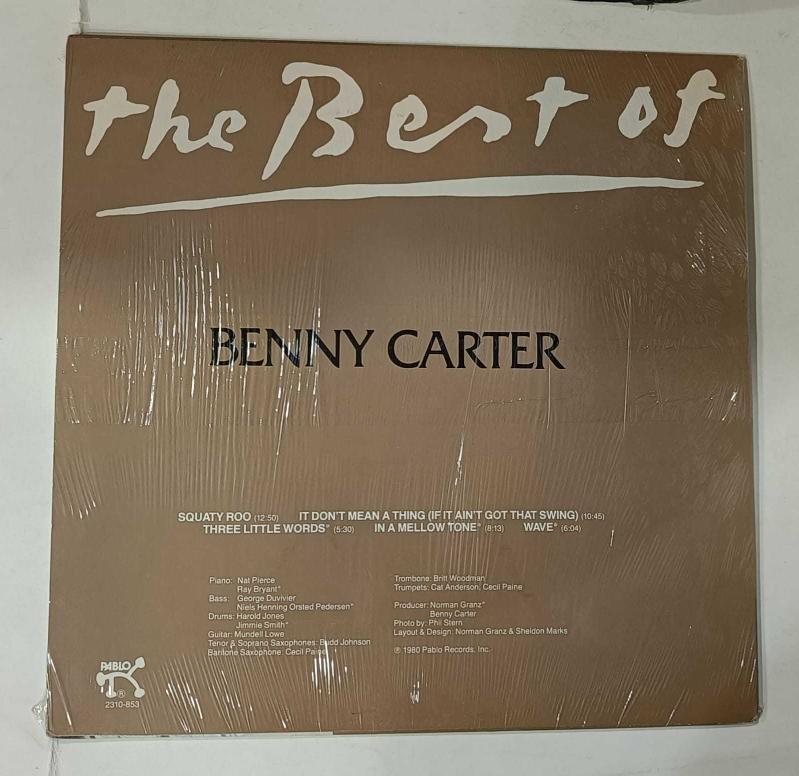 the Best of
BENNY CARTER
SQUATY ROO (12:50) IT DON'T MEAN A THING (IF IT AIN'T GOT THAT SWING) (10:45)
THREE LITTLE WORDS* (5:30) IN A MELLOW TONE* (8:13) WAVE* (6:04)
Piano: Nat Pierce
Ray Bryant*
Bass: George Duvivier
Niels Henning Orsted Pedersen*
Drums: Harold Jones
Jimmie Smith*
Guitar: Mundell Lowe
Tenor & Soprano Saxophones: Budd Johnson
Baritone Saxophone: Cecil Paine
Trombone: Britt Woodman
Trumpets: Cat Anderson, Cecil Paine
Producer: Norman Granz*
Benny Carter
Photo by: Phil Stern
Layout & Design: Norman Granz & Sheldon Marks
℗ 1980 Pablo Records, Inc.
PABLO
®
2310-853